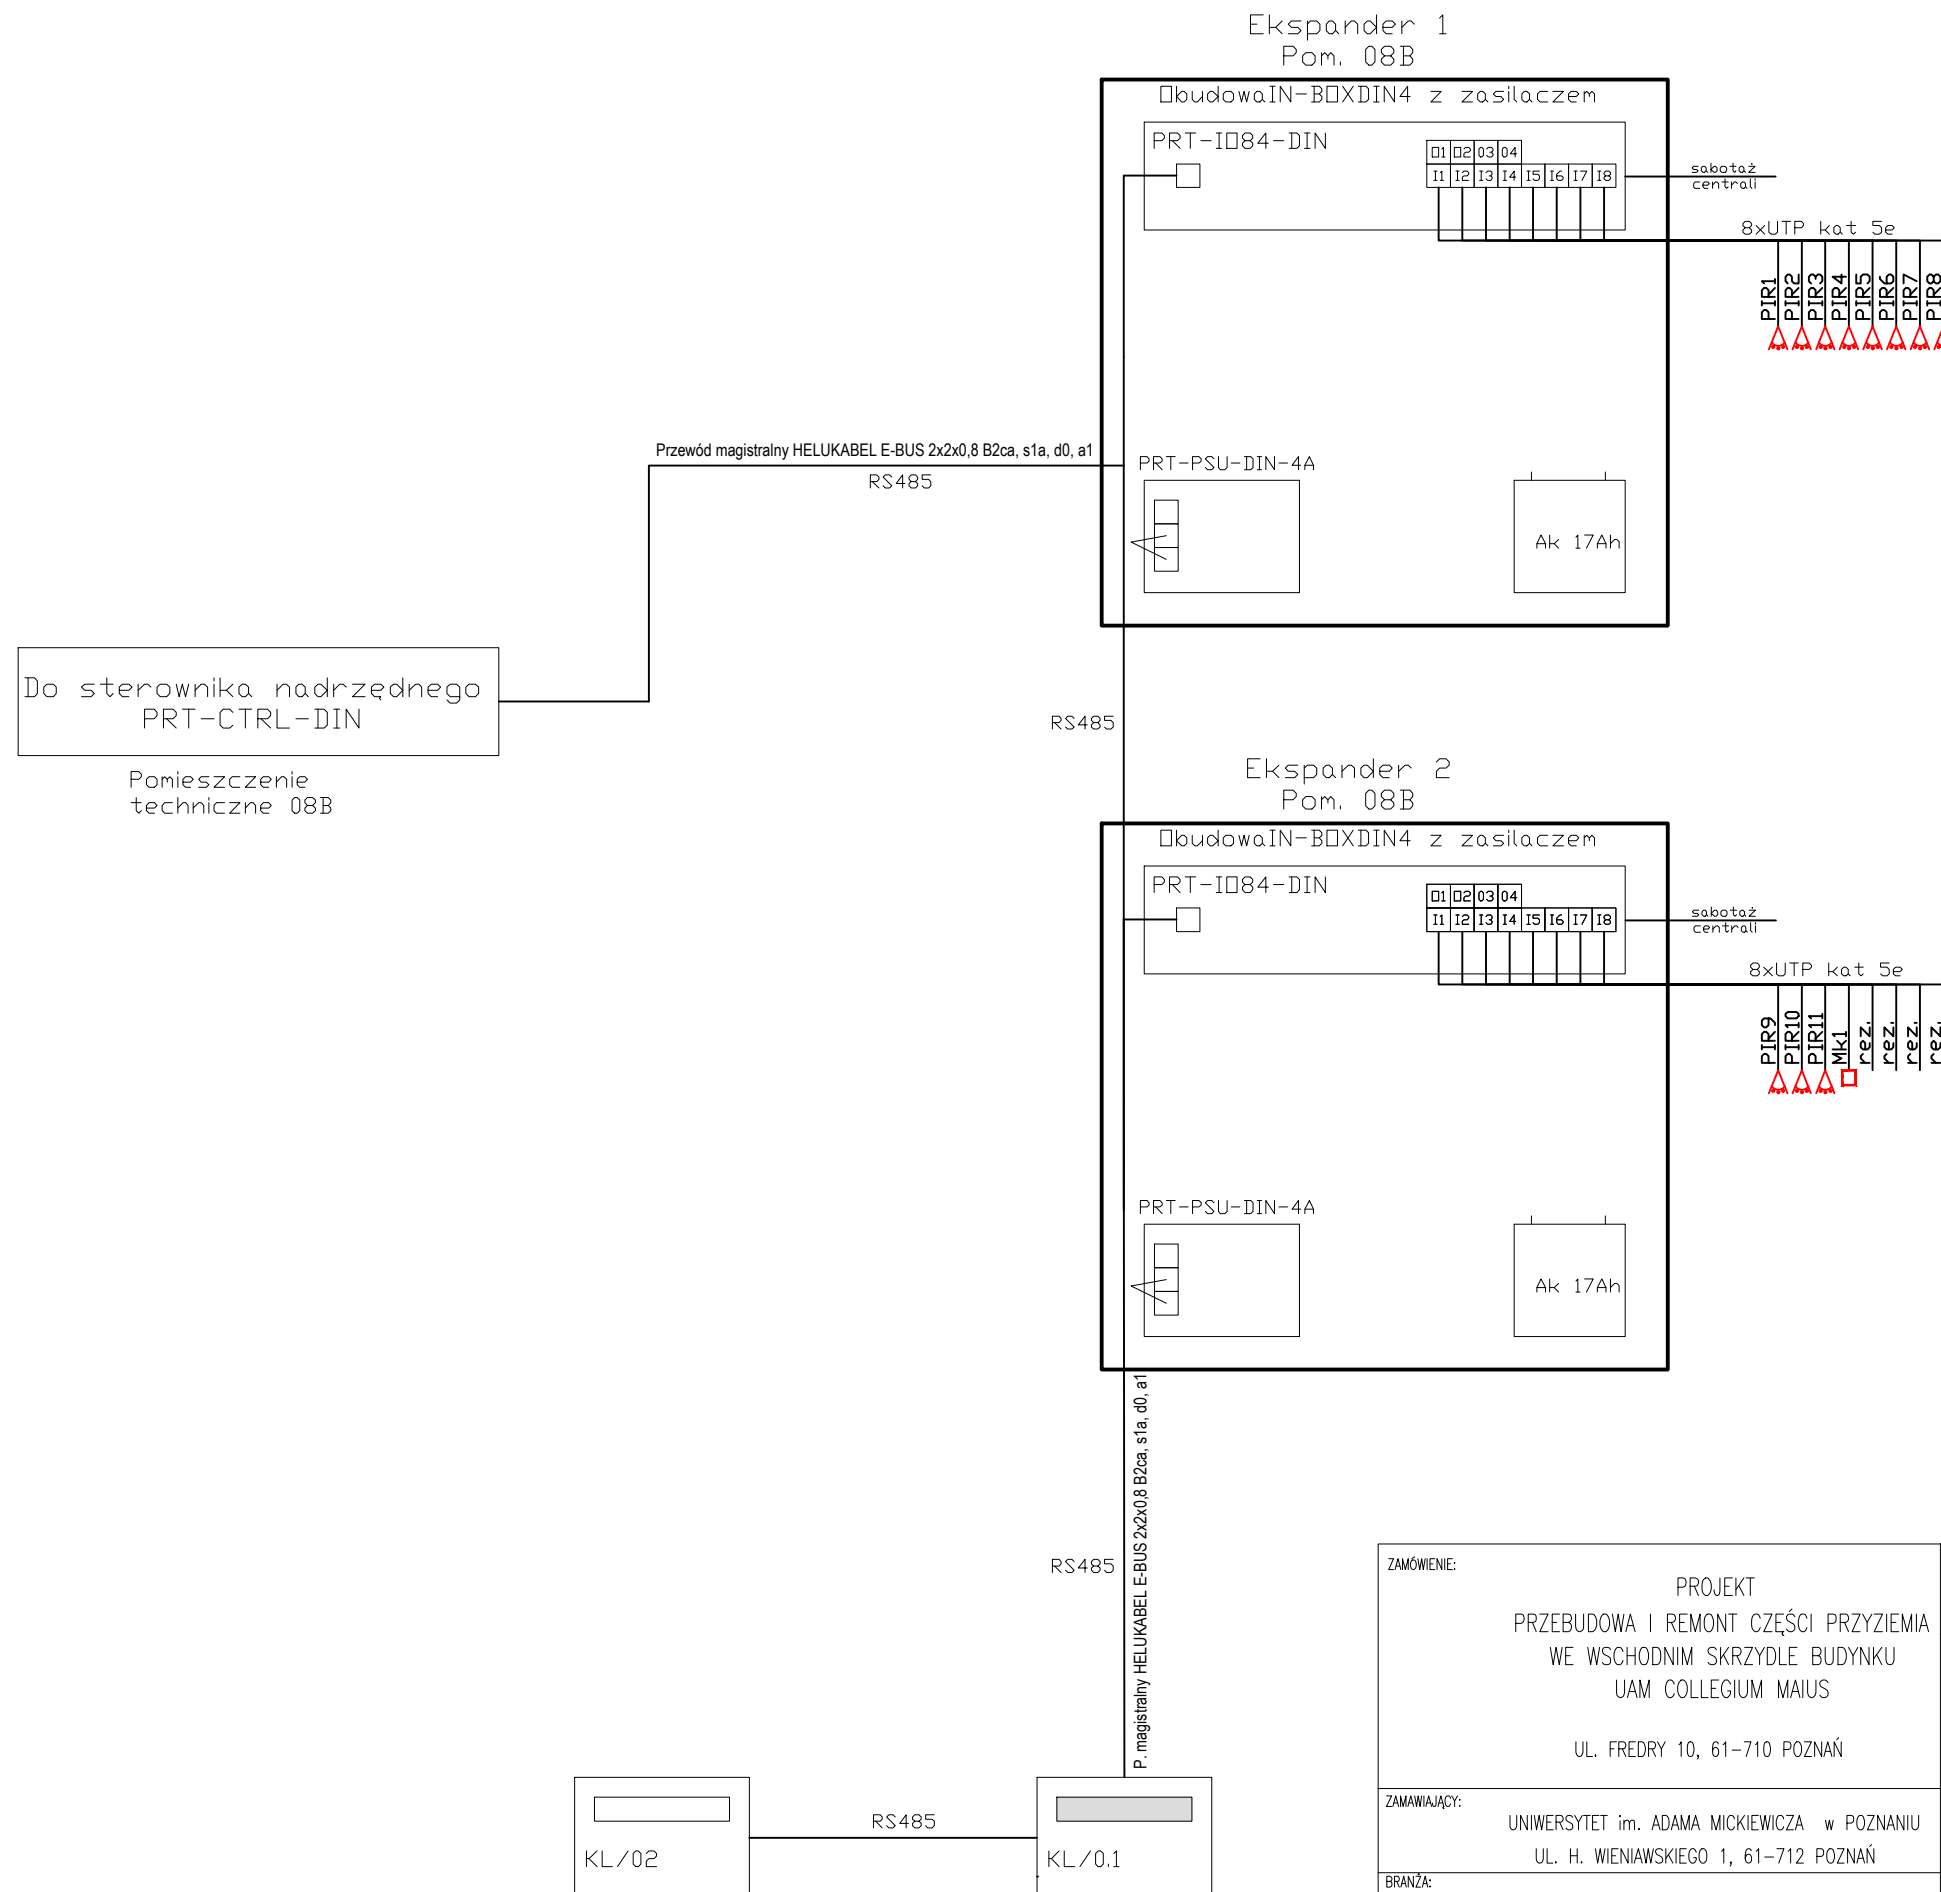 Ekspander 1
Pom. 08B
ObudowaIN-BOXDIN4 z zasilaczem
PRT-IO84-DIN
O1 O2 03 04
I1 I2 I3 I4 I5 I6 I7 I8
sabotaż
centrali
8xUTP kat 5e
PIR1
PIR2
PIR3
PIR4
PIR5
PIR6
PIR7
PIR8
Przewód magistralny HELUKABEL E-BUS 2x2x0,8 B2ca, s1a, d0, a1
RS485
PRT-PSU-DIN-4A
Ak 17Ah
Do sterownika nadrzędnego
PRT-CTRL-DIN
Pomieszczenie
techniczne 08B
RS485
Ekspander 2
Pom. 08B
ObudowaIN-BOXDIN4 z zasilaczem
PRT-IO84-DIN
O1 O2 03 04
I1 I2 I3 I4 I5 I6 I7 I8
sabotaż
centrali
8xUTP kat 5e
PIR9
PIR10
PIR11
Mk1
rez.
rez.
rez.
rez.
PRT-PSU-DIN-4A
Ak 17Ah
P. magistralny HELUKABEL E-BUS 2x2x0,8 B2ca, s1a, d0, a1
RS485
KL/02
RS485
KL/0.1
ZAMÓWIENIE:
PROJEKT
PRZEBUDOWA I REMONT CZĘŚCI PRZYZIEMIA
WE WSCHODNIM SKRZYDLE BUDYNKU
UAM COLLEGIUM MAIUS
UL. FREDRY 10, 61-710 POZNAŃ
ZAMAWIAJĄCY:
UNIWERSYTET im. ADAMA MICKIEWICZA w POZNANIU
UL. H. WIENIAWSKIEGO 1, 61-712 POZNAŃ
BRANŻA: